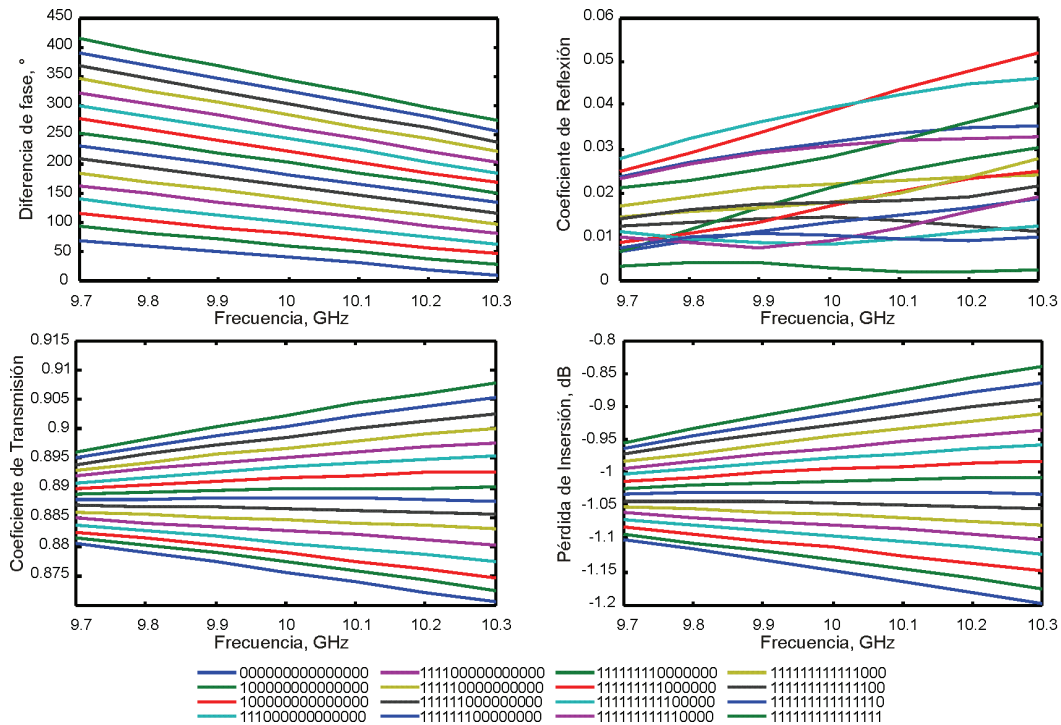 450
400
350
300
250
200
150
100
50
0
Diferencia de fase, °
9.7 9.8 9.9 10 10.1 10.2 10.3
Frecuencia, GHz
0.06
0.05
0.04
0.03
0.02
0.01
0
Coeficiente de Reflexión
9.7 9.8 9.9 10 10.1 10.2 10.3
Frecuencia, GHz
0.915
0.91
0.905
0.9
0.895
0.89
0.885
0.88
0.875
Coeficiente de Transmisión
9.7 9.8 9.9 10 10.1 10.2 10.3
Frecuencia, GHz
-0.8
-0.85
-0.9
-0.95
-1
-1.05
-1.1
-1.15
-1.2
Pérdida de Insersión, dB
9.7 9.8 9.9 10 10.1 10.2 10.3
Frecuencia, GHz
000000000000000 111100000000000 111111110000000 111111111111000
100000000000000 111110000000000 111111111000000 111111111111100
100000000000000 111111000000000 111111111100000 111111111111110
111000000000000 111111100000000 111111111110000 111111111111110